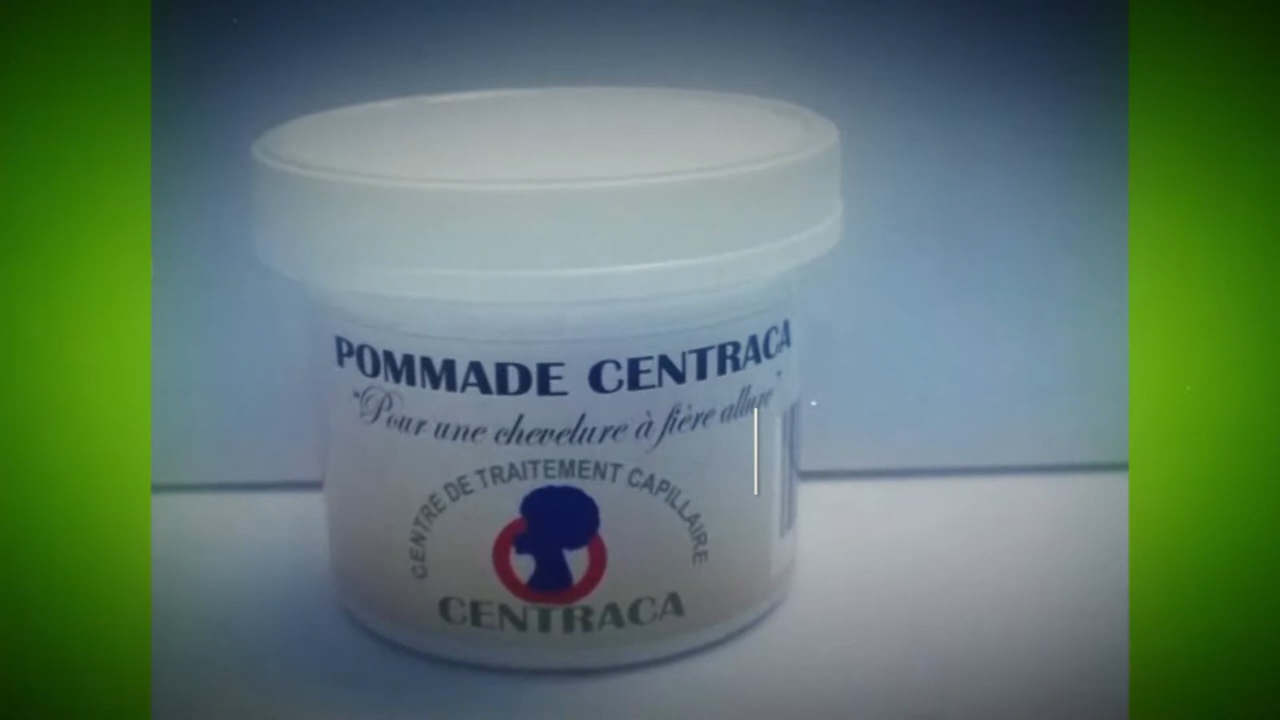 POMMADE CENTRACA
"Pour une chevelure à fière allure"
CENTRE DE TRAITEMENT CAPILLAIRE
CENTRACA